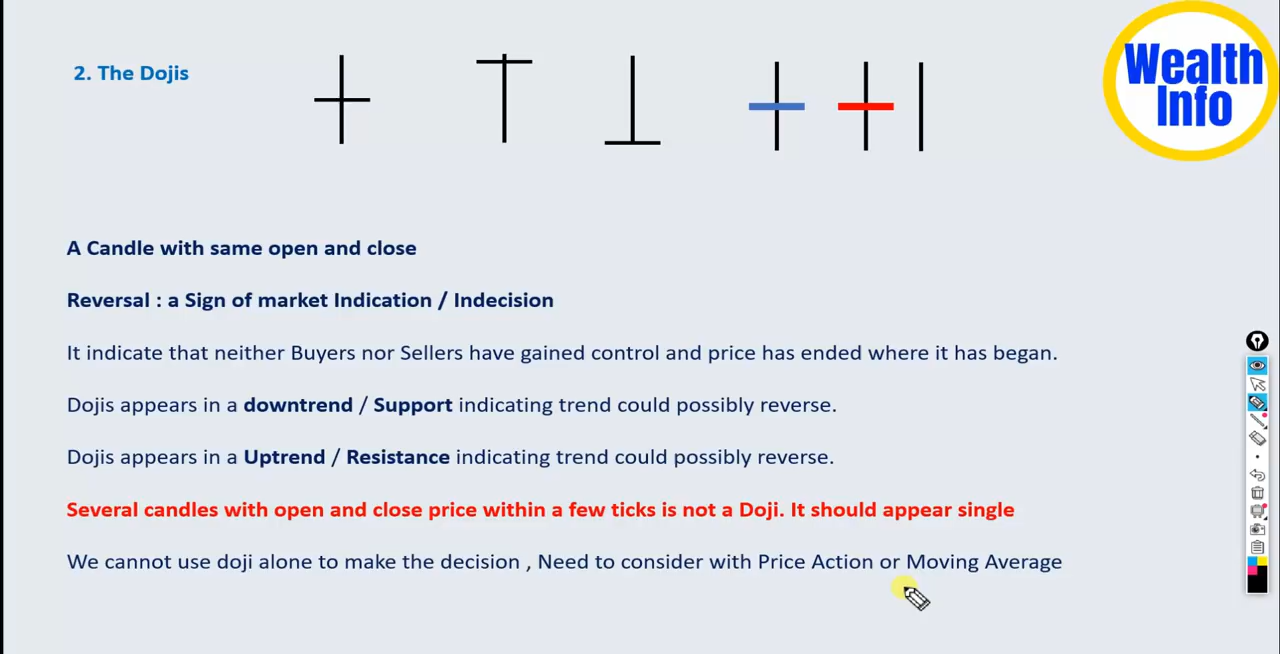 2. The Dojis
Wealth
Info
A Candle with same open and close
Reversal : a Sign of market Indication / Indecision
It indicate that neither Buyers nor Sellers have gained control and price has ended where it has began.
Dojis appears in a downtrend / Support indicating trend could possibly reverse.
Dojis appears in a Uptrend / Resistance indicating trend could possibly reverse.
Several candles with open and close price within a few ticks is not a Doji. It should appear single
We cannot use doji alone to make the decision , Need to consider with Price Action or Moving Average